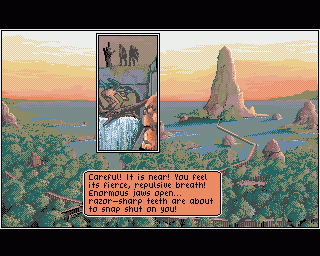 Careful! It is near! You feel
its fierce, repulsive breath!
Enormous jaws open...
razor-sharp teeth are about
to snap shut on you!